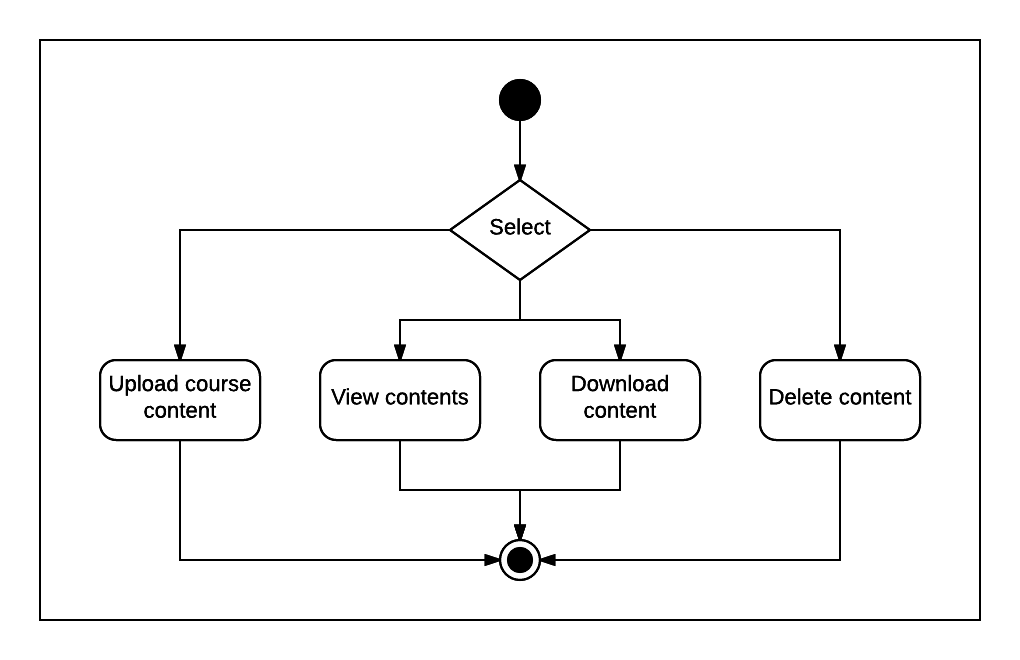 Select
Upload course
content
View contents
Download
content
Delete content